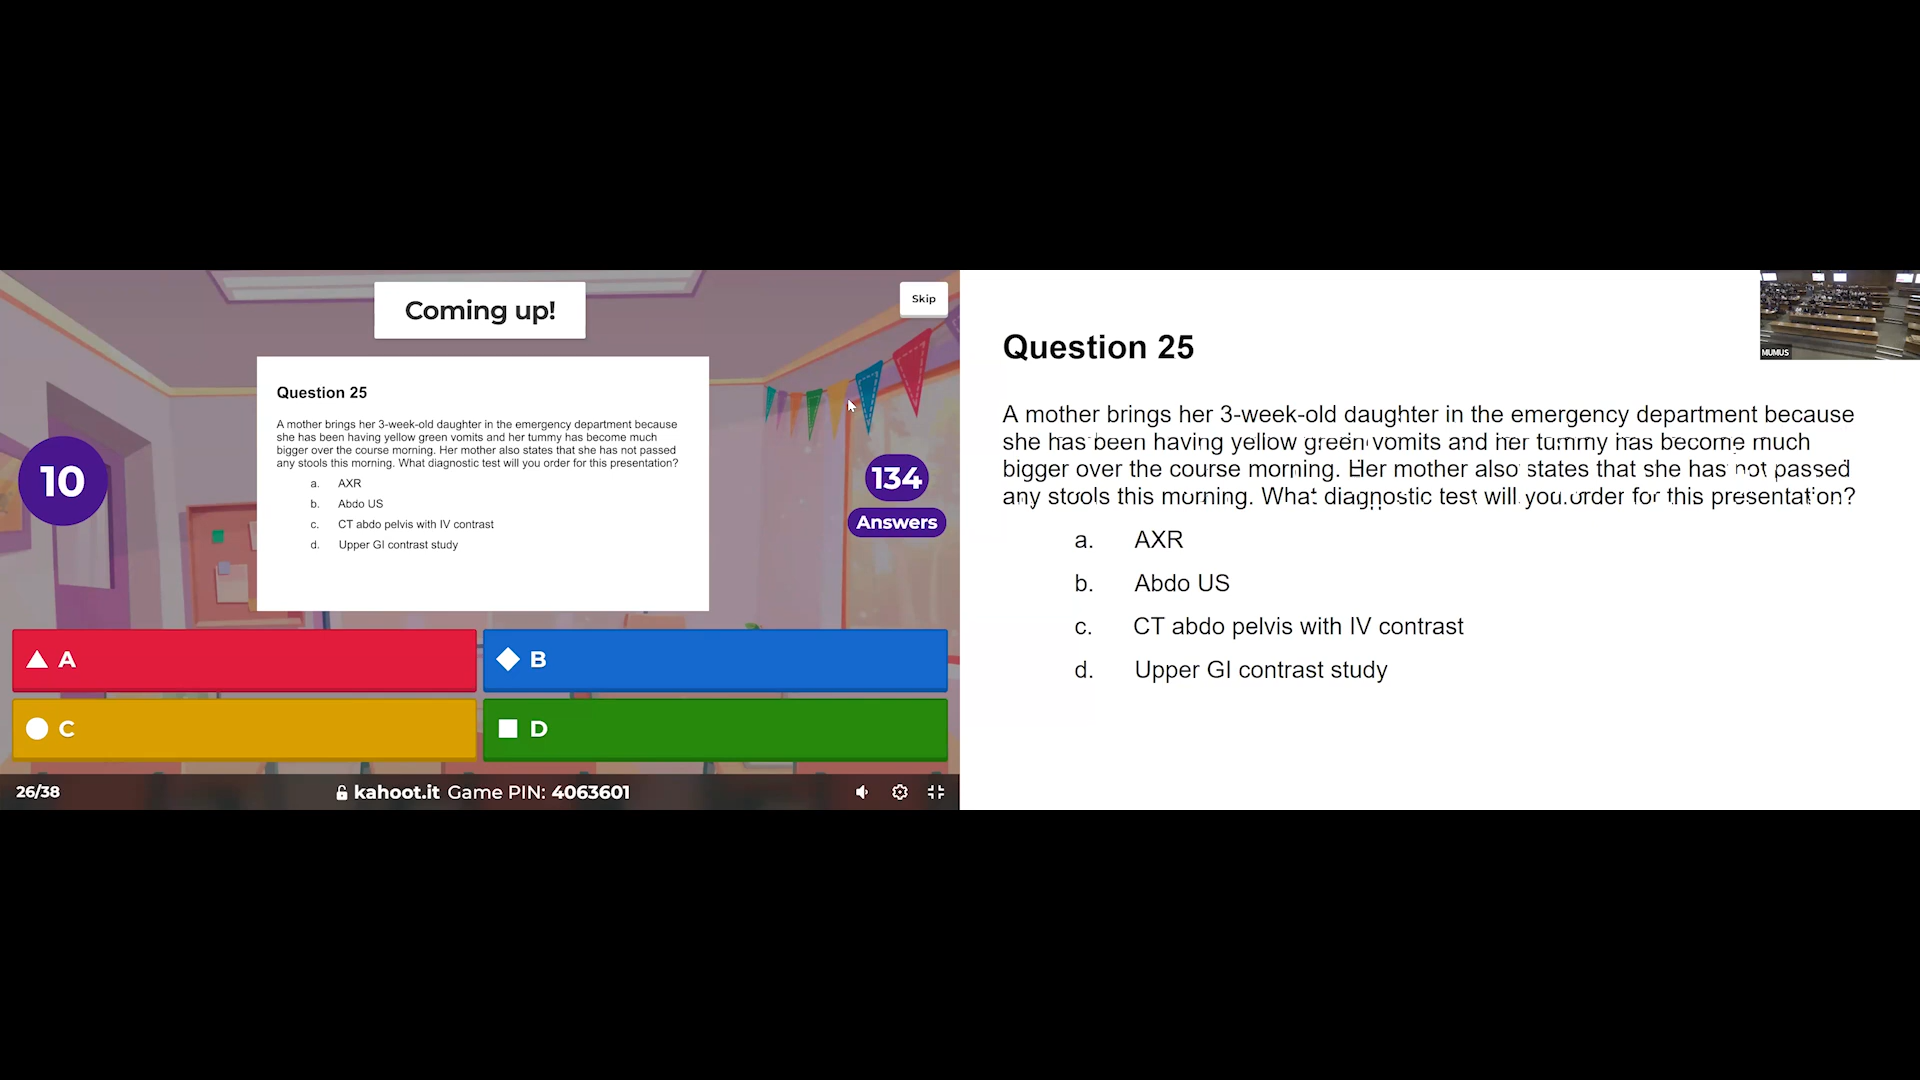 Coming up!
Skip
Question 25
A mother brings her 3-week-old daughter in the emergency department because
she has been having yellow green vomits and her tummy has become much
bigger over the course morning. Her mother also states that she has not passed
any stools this morning. What diagnostic test will you order for this presentation?
a. AXR
b. Abdo US
c. CT abdo pelvis with IV contrast
d. Upper GI contrast study
10
134
Answers
A
B
C
D
26/38
kahoot.it Game PIN: 4063601
MUMUS
Question 25
A mother brings her 3-week-old daughter in the emergency department because
she has been having yellow green vomits and her tummy has become much
bigger over the course morning. Her mother also states that she has not passed
any stools this morning. What diagnostic test will you order for this presentation?
a. AXR
b. Abdo US
c. CT abdo pelvis with IV contrast
d. Upper GI contrast study